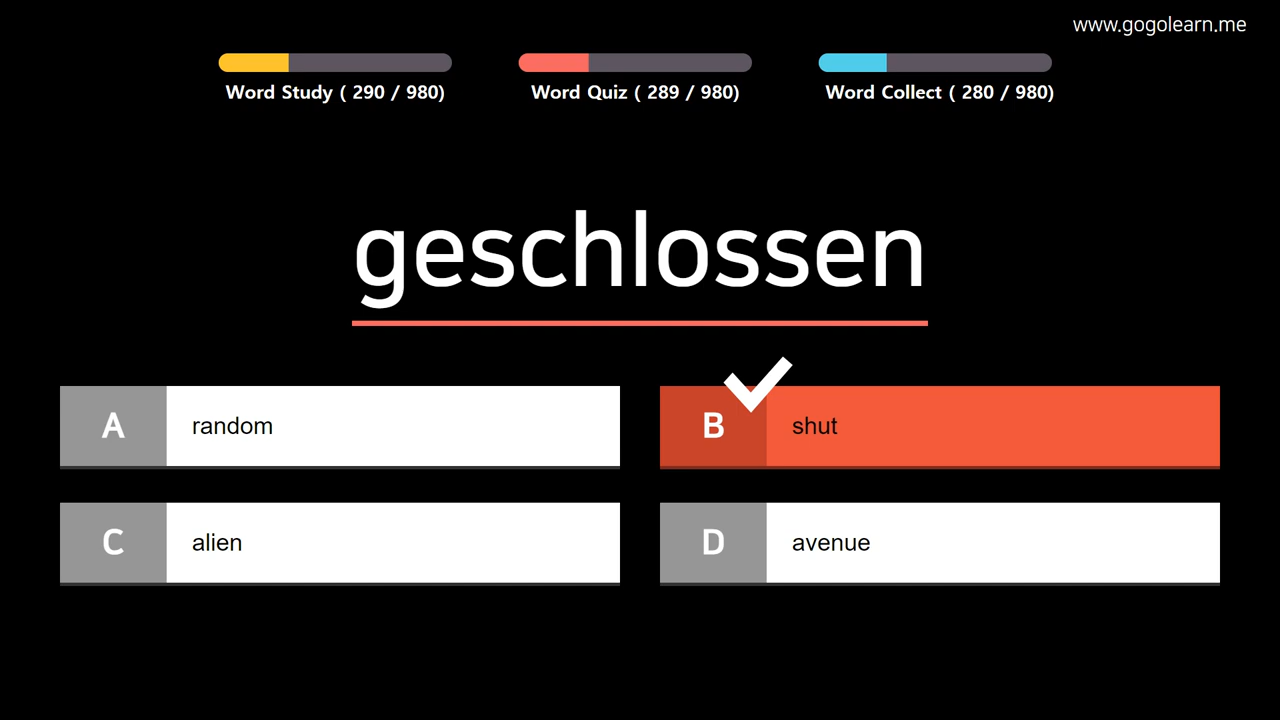 www.gogolearn.me
Word Study ( 290 / 980)
Word Quiz ( 289 / 980)
Word Collect ( 280 / 980)
geschlossen
A random
B shut
C alien
D avenue